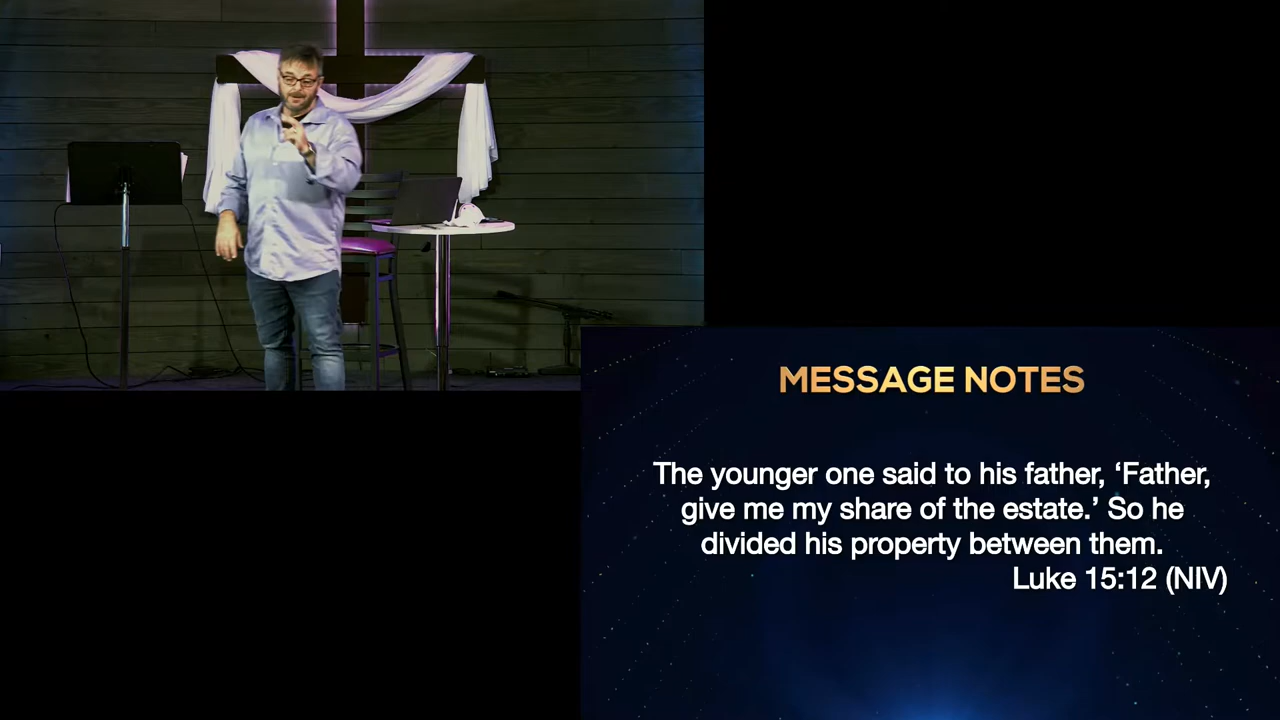 MESSAGE NOTES
The younger one said to his father, ‘Father,
give me my share of the estate.’ So he
divided his property between them.
Luke 15:12 (NIV)